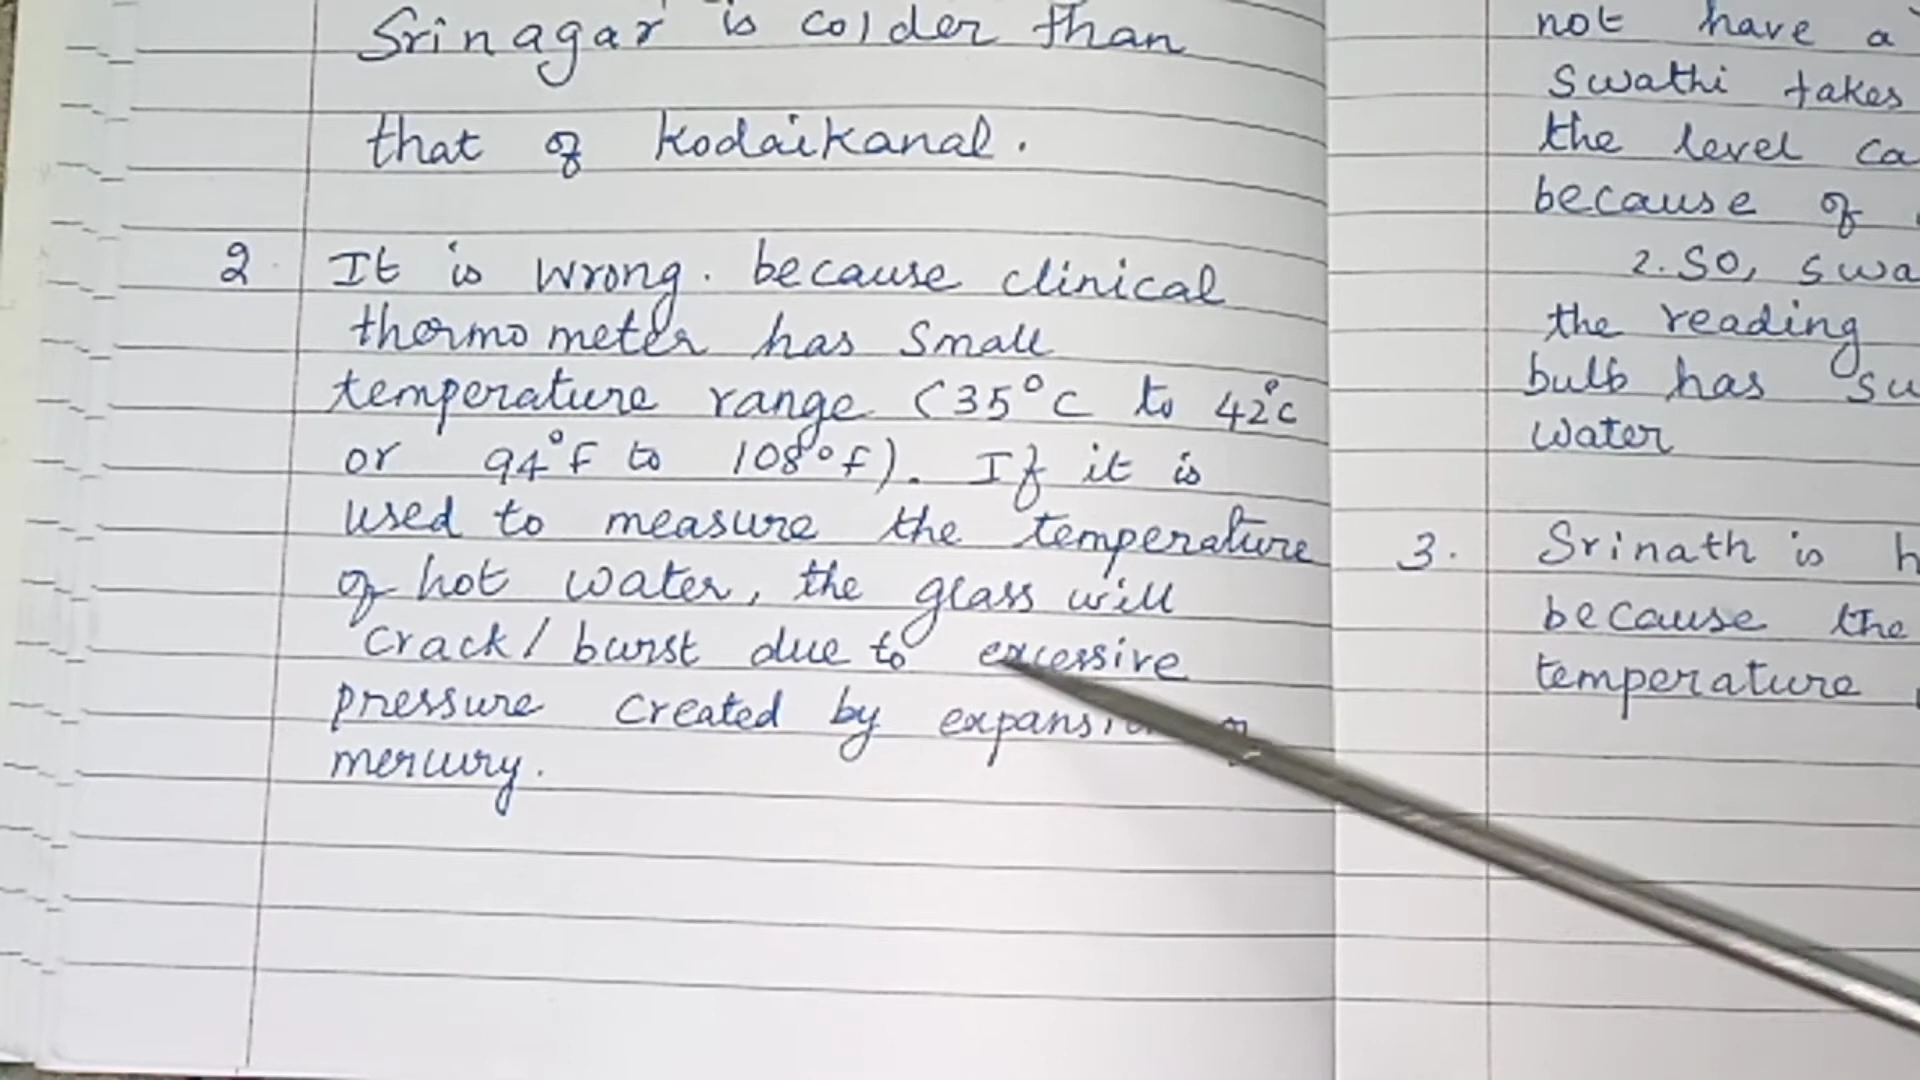 Srinagar is colder than
that of Kodaikanal.
2. It is wrong. because clinical
thermometer has small
temperature range (35°C to 42°C
or 94°F to 108°F). If it is
used to measure the temperature
of hot water, the glass will
crack/ burst due to excessive
pressure created by
mercury.
not have a
Swathi takes
the level
because of
2. SO,
the reading
bulb has
water
3. Srinath is
because the
temperature